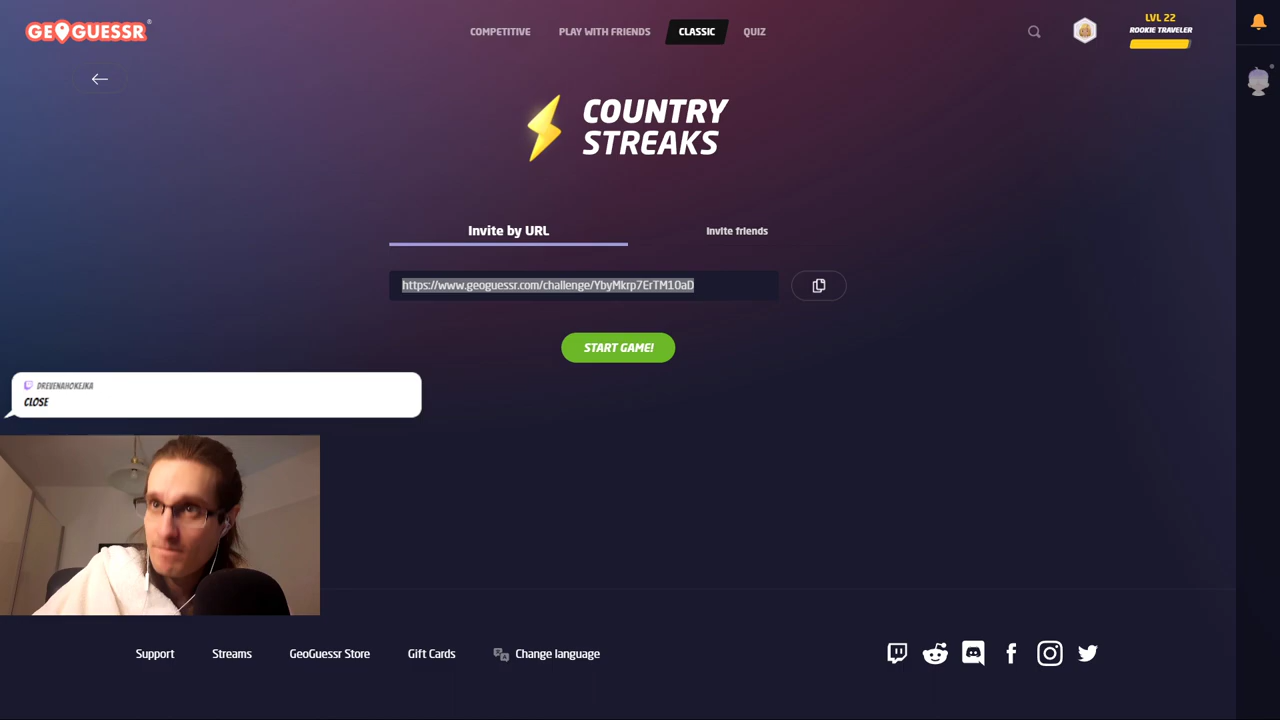 GEOGUESSR
COMPETITIVE
PLAY WITH FRIENDS
CLASSIC
QUIZ
LVL 22
ROOKIE TRAVELER
COUNTRY
STREAKS
Invite by URL
Invite friends
https://www.geoguessr.com/challenge/YbyMkrp7ErTM1OaD
START GAME!
DREVENAHOKEJKA
CLOSE
Support
Streams
GeoGuessr Store
Gift Cards
Change language